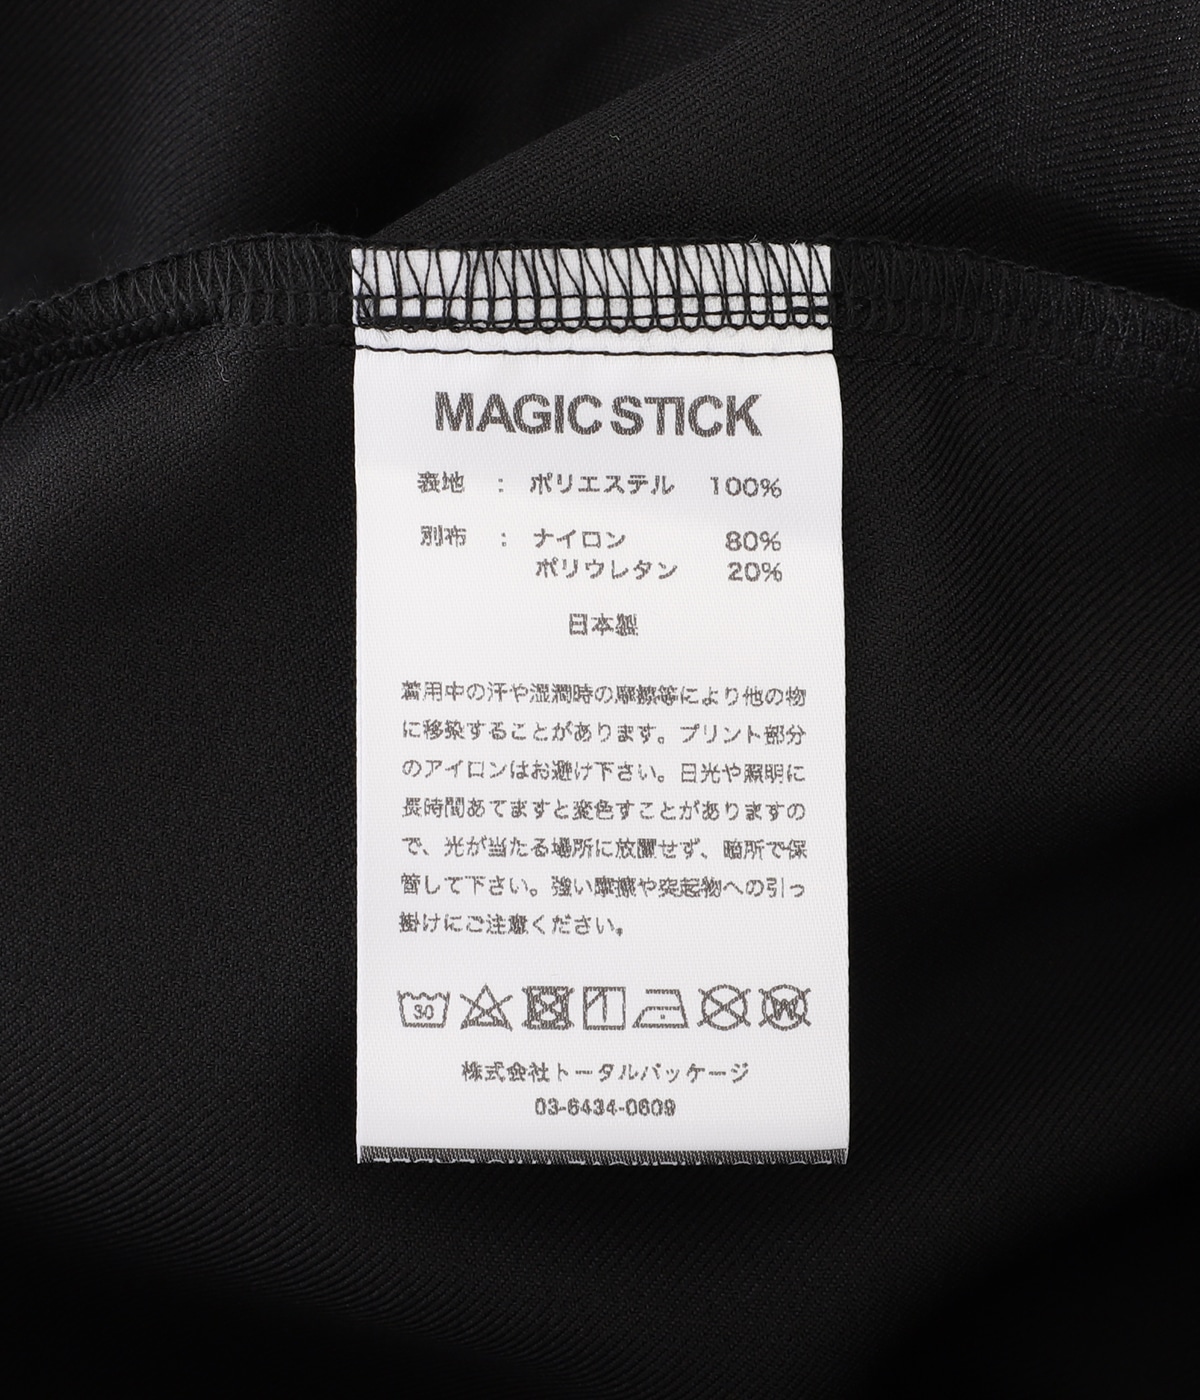 MAGIC STICK
表地 : ポリエステル 100%
別布 : ナイロン 80%
ポリウレタン 20%
日本製
着用中の汗や湿潤時の摩擦等により他の物
に移染することがあります。プリント部分
のアイロンはお避け下さい。日光や照明に
長時間あてますと変色すことがありますの
で、光が当たる場所に放置せず、暗所で保
管して下さい。強い摩擦や突起物への引っ
掛けにご注意ください。
30
W
株式会社トータルパッケージ
03-6434-0609